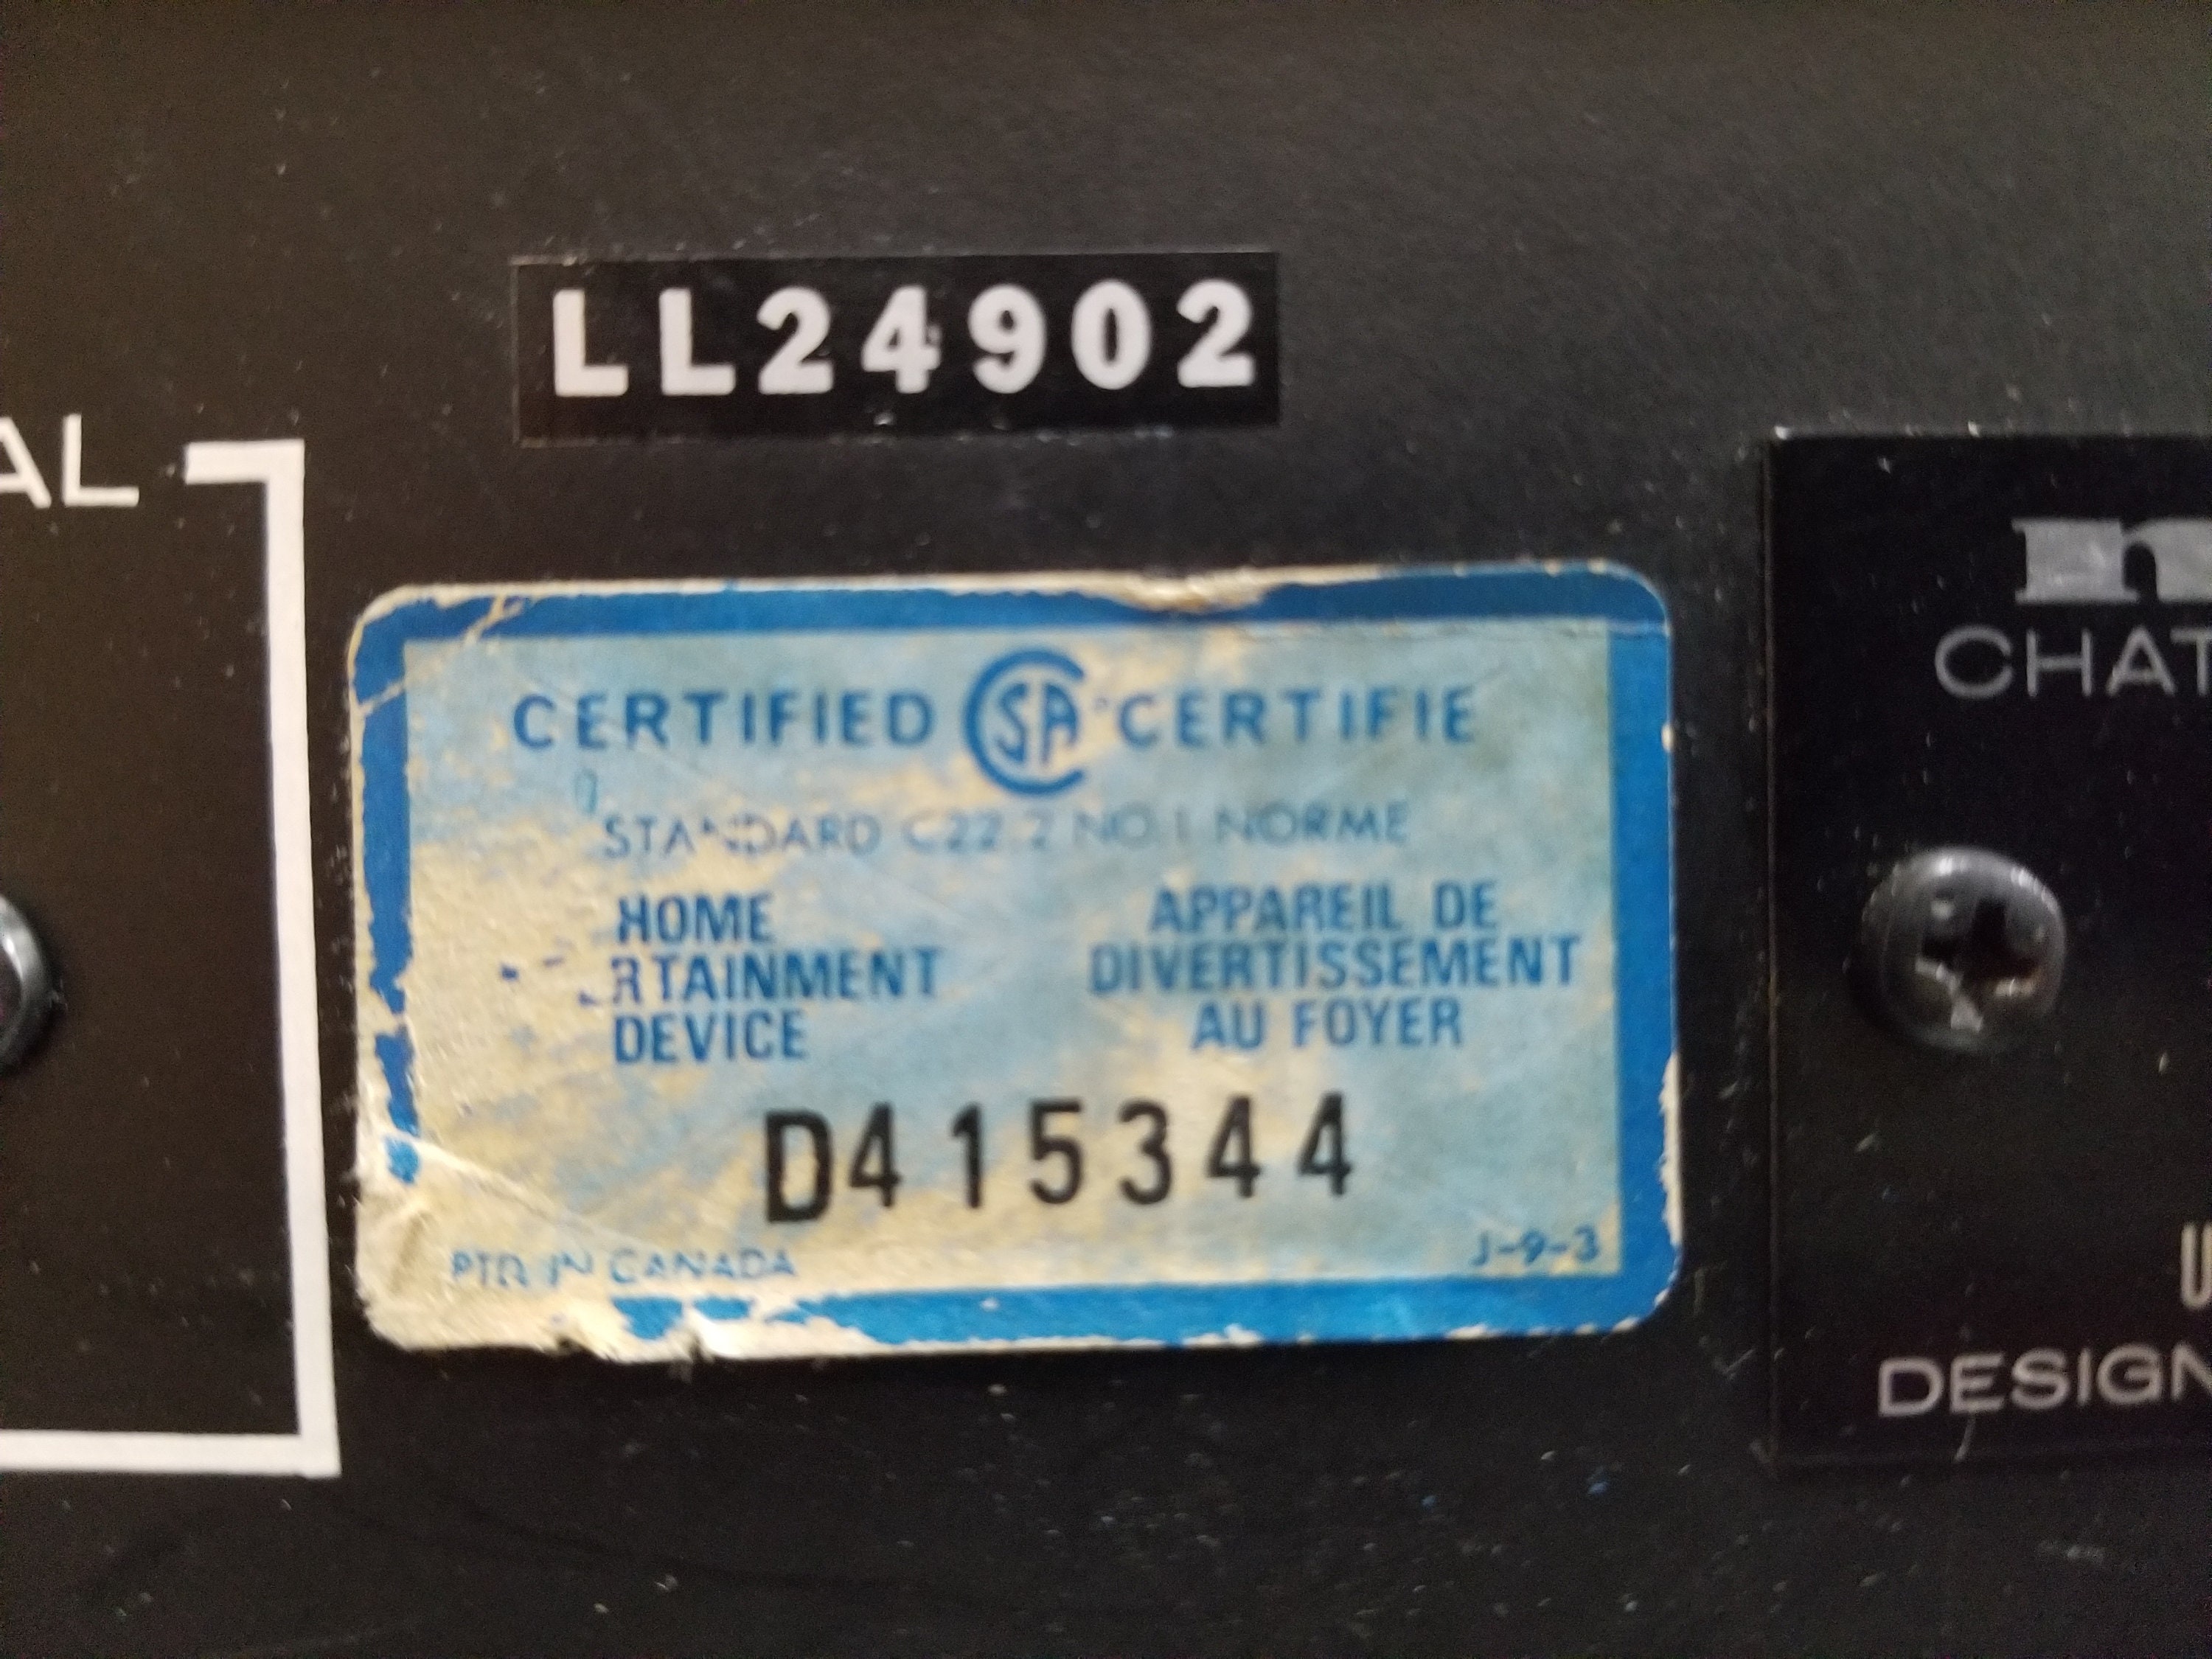 LL24902
AL
CERTIFIED CSA CERTIFIE
STANDARD C22.2 NO.1 NORME
HOME
RTAINMENT
DEVICE
APPAREIL DE
DIVERTISSEMENT
AU FOYER
D415344
PTD IN CANADA
J-9-3
m
CHAT
U
DESIGN